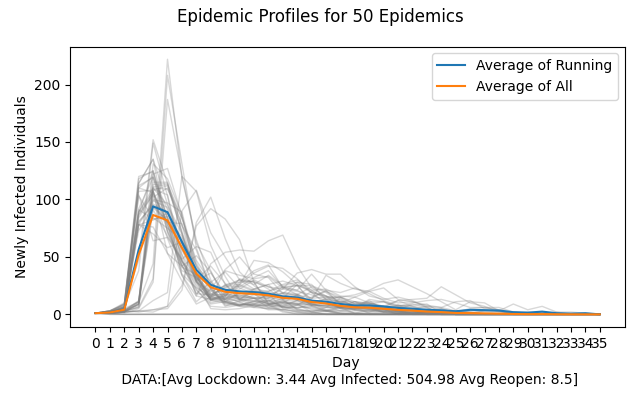 Epidemic Profiles for 50 Epidemics
Average of Running
Average of All
Newly Infected Individuals
200
150
100
50
0
0 1 2 3 4 5 6 7 8 9 10 11 12 13 14 15 16 17 18 19 20 21 22 23 24 25 26 27 28 29 30 31 32 33 34 35
Day
DATA:[Avg Lockdown: 3.44 Avg Infected: 504.98 Avg Reopen: 8.5]